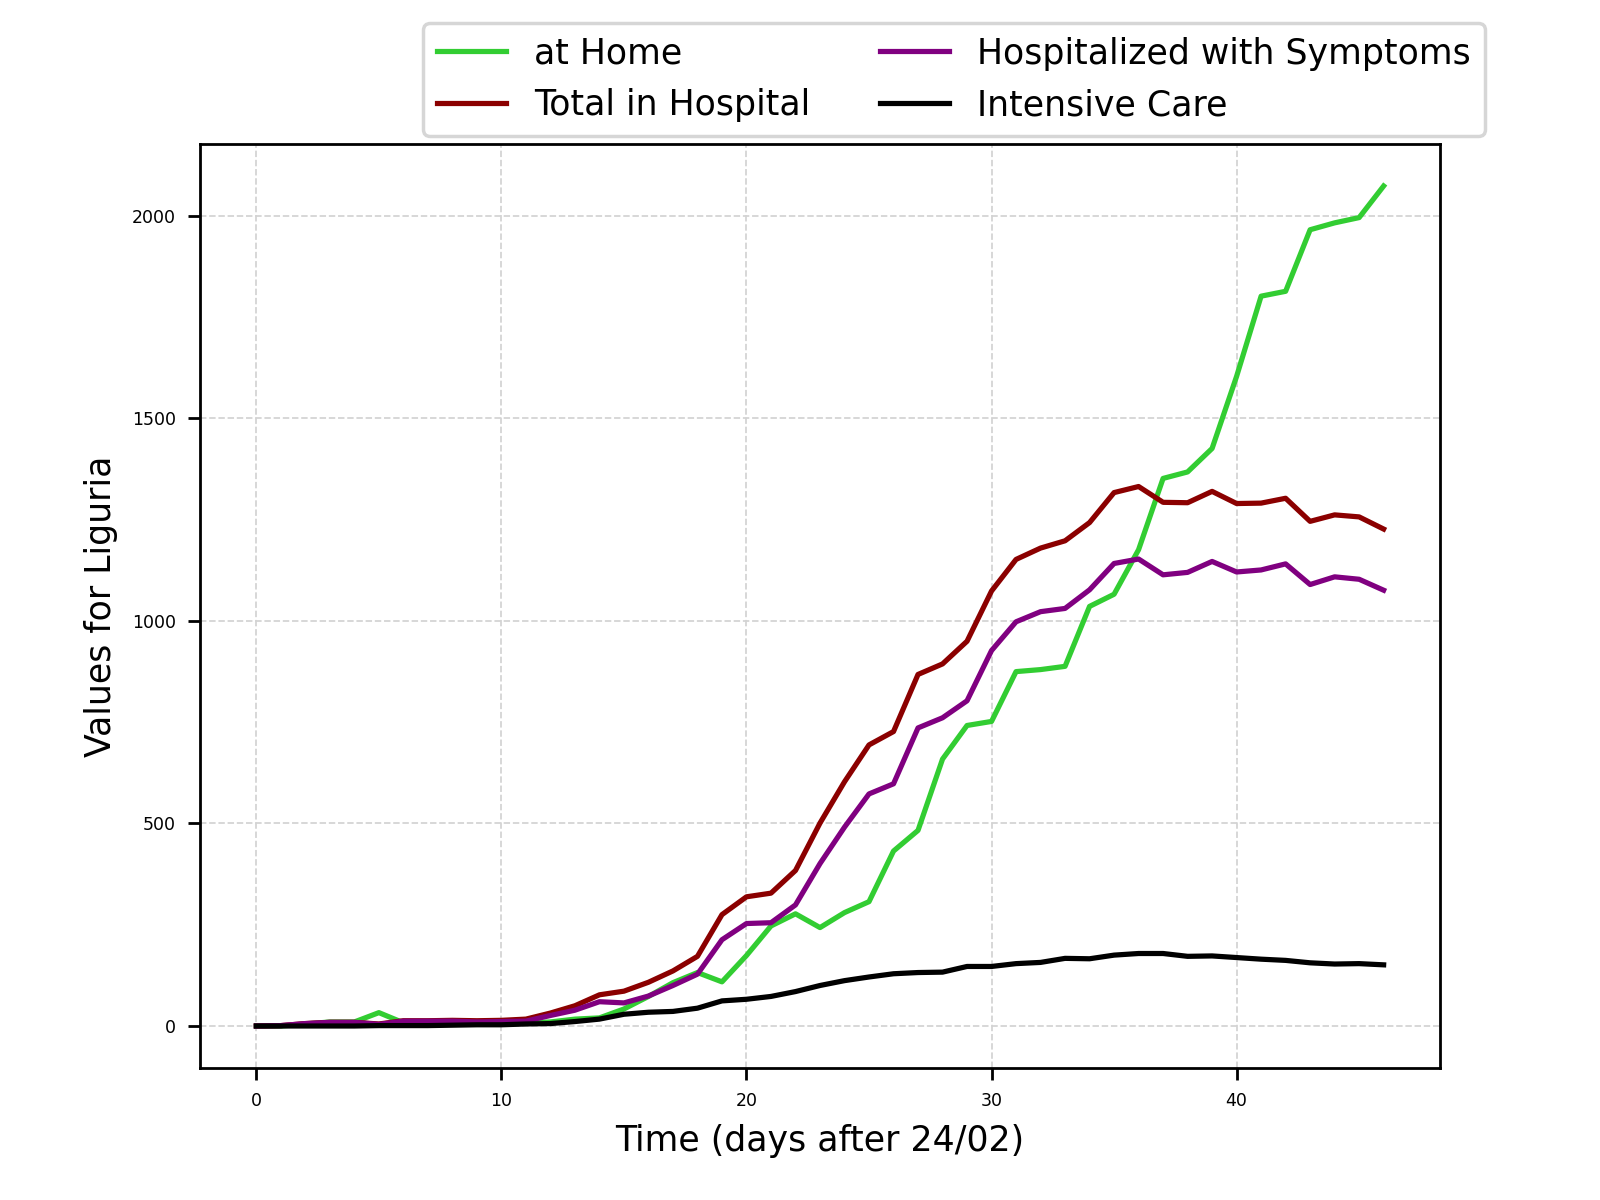 at Home
Total in Hospital
Hospitalized with Symptoms
Intensive Care
Values for Liguria
2000
1500
1000
500
0
0 10 20 30 40
Time (days after 24/02)